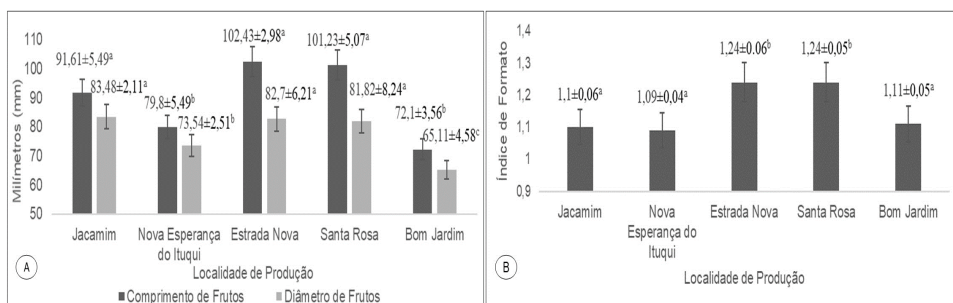 110
100
90
80
70
60
50
Milímetros (mm)
91,61±5,49ᵃ
83,48±2,11ᵃ
79,8±5,49ᵇ
73,54±2,51ᵇ
102,43±2,98ᵃ
82,7±6,21ᵃ
101,23±5,07ᵃ
81,82±8,24ᵃ
72,1±3,56ᵇ
65,11±4,58ᶜ
Jacamim
Nova Esperança
do Ituqui
Estrada Nova
Santa Rosa
Bom Jardim
Localidade de Produção
Comprimento de Frutos
Diâmetro de Frutos
A
1,4
1,3
1,2
1,1
1
0,9
Índice de Formato
1,1±0,06ᵃ
1,09±0,04ᵃ
1,24±0.06ᵇ
1,24±0,05ᵇ
1,11±0,05ᵃ
Jacamim
Nova
Esperança do
Ituqui
Estrada Nova
Santa Rosa
Bom Jardim
Localidade de Produção
B